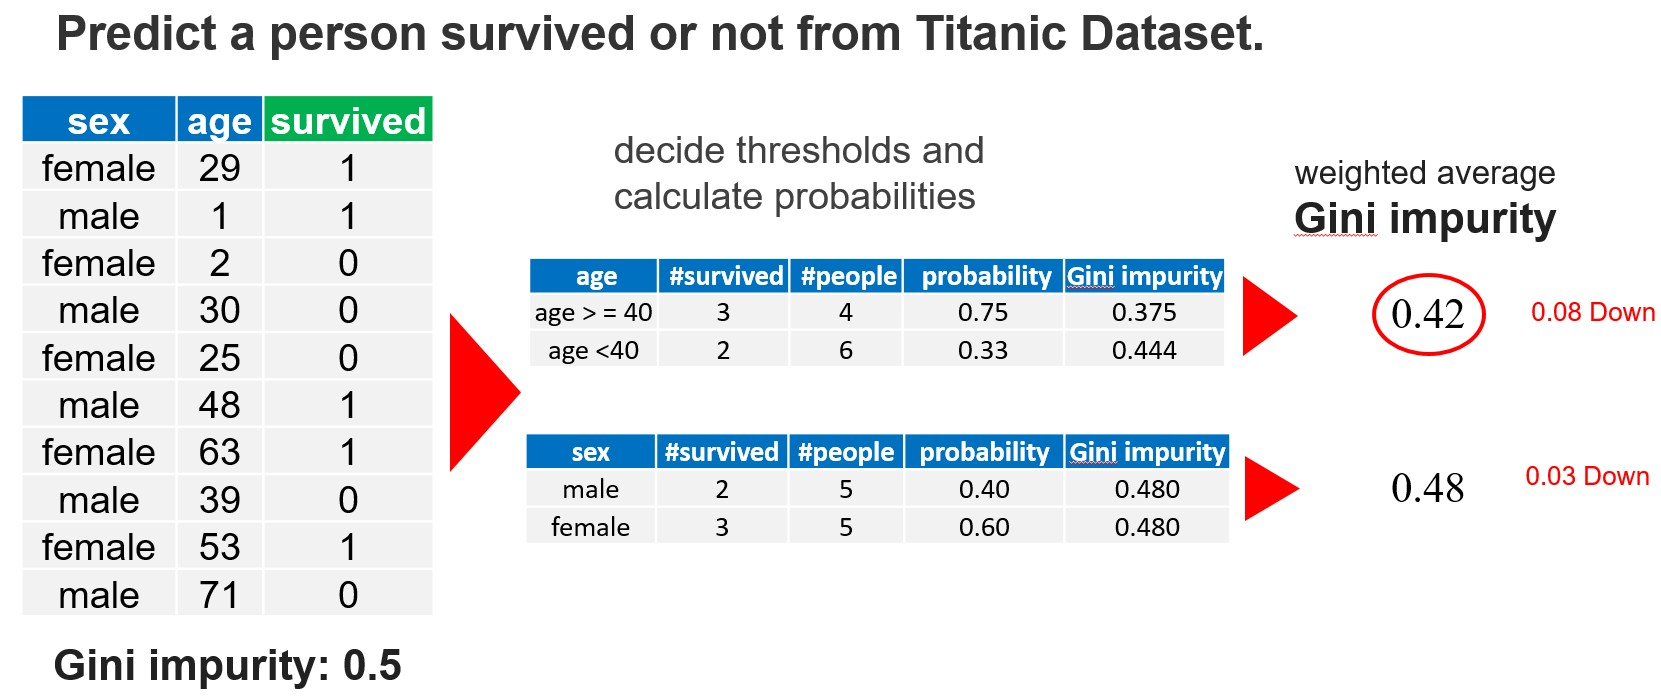 Predict a person survived or not from Titanic Dataset.
sex age survived
female 29 1
male 1 1
female 2 0
male 30 0
female 25 0
male 48 1
female 63 1
male 39 0
female 53 1
male 71 0
Gini impurity: 0.5
decide thresholds and
calculate probabilities
age #survived #people probability Gini impurity
age > = 40 3 4 0.75 0.375
age <40 2 6 0.33 0.444
sex #survived #people probability Gini impurity
male 2 5 0.40 0.480
female 3 5 0.60 0.480
weighted average
Gini impurity
0.42 0.08 Down
0.48 0.03 Down